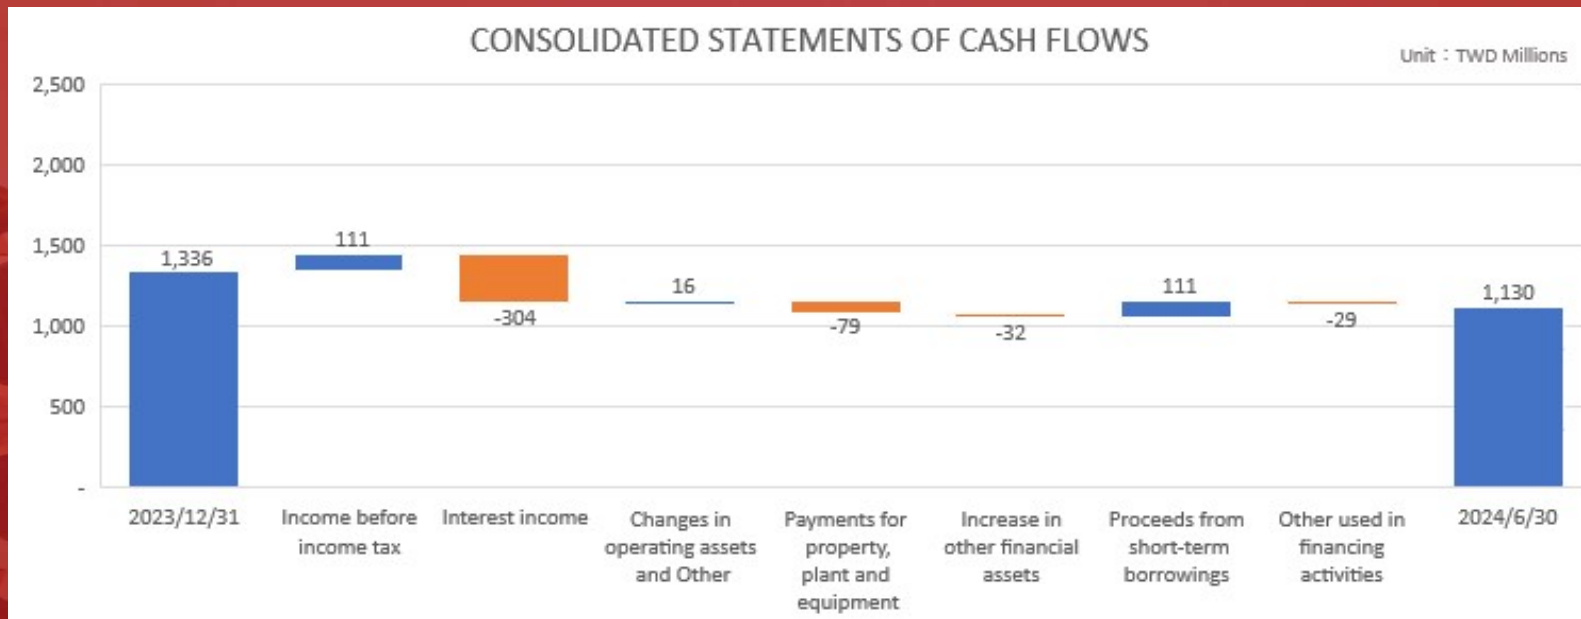 CONSOLIDATED STATEMENTS OF CASH FLOWS
Unit：TWD Millions
2,500
2,000
1,500
1,000
500
-
1,336
111
-304
16
-79
-32
111
-29
1,130
2023/12/31
Income before
income tax
Interest income
Changes in
operating assets
and Other
Payments for
property,
plant and
equipment
Increase in
other financial
assets
Proceeds from
short-term
borrowings
Other used in
financing
activities
2024/6/30